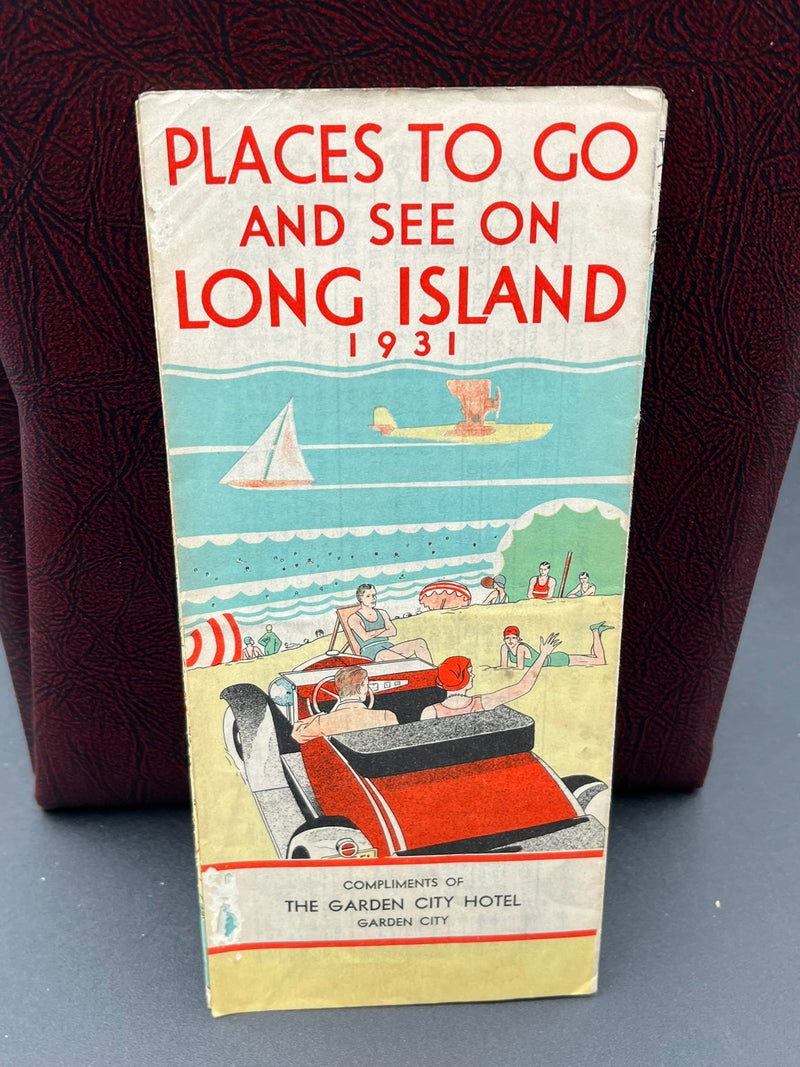 PLACES TO GO
AND SEE ON
LONG ISLAND
1931
COMPLIMENTS OF
THE GARDEN CITY HOTEL
GARDEN CITY